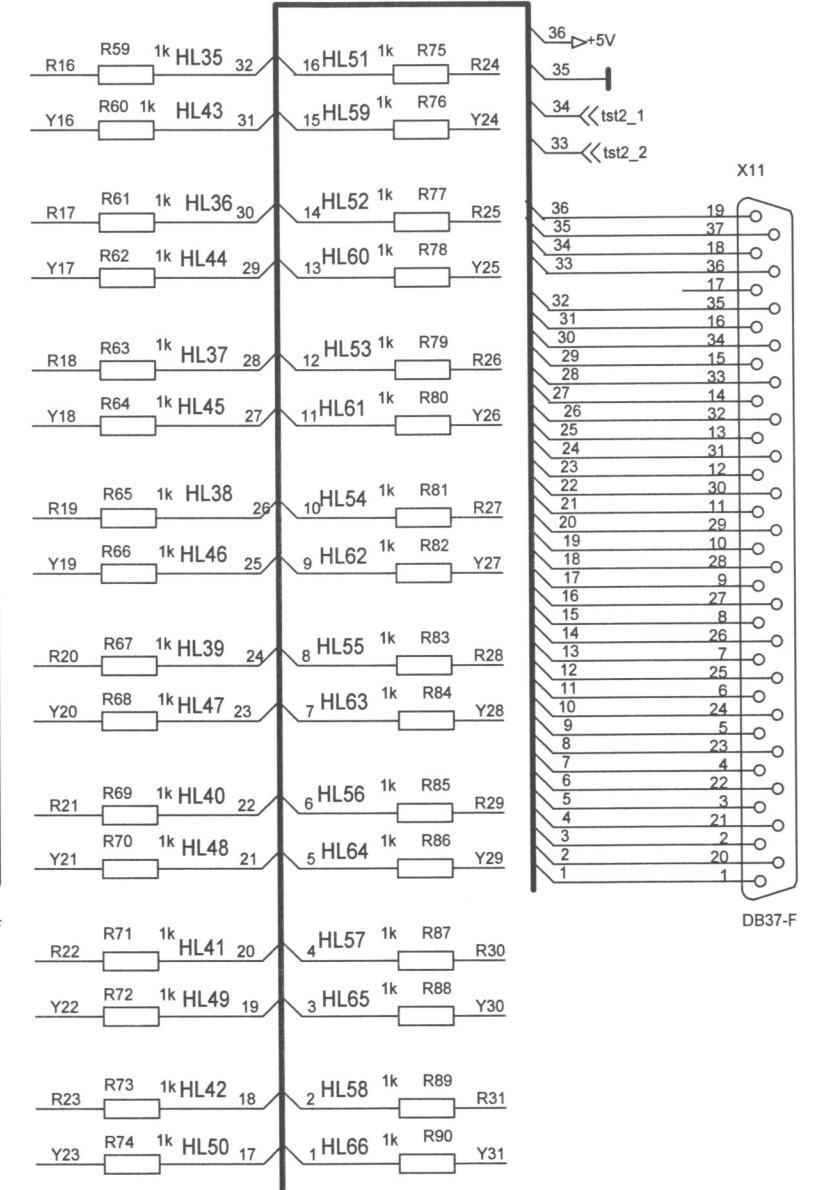 R16 R59 1k HL35 32
16 HL51 1k R75 R24
Y16 R60 1k HL43 31
15 HL59 1k R76 Y24
R17 R61 1k HL36 30
14 HL52 1k R77 R25
Y17 R62 1k HL44 29
13 HL60 1k R78 Y25
R18 R63 1k HL37 28
12 HL53 1k R79 R26
Y18 R64 1k HL45 27
11 HL61 1k R80 Y26
R19 R65 1k HL38 26
10 HL54 1k R81 R27
Y19 R66 1k HL46 25
9 HL62 1k R82 Y27
R20 R67 1k HL39 24
8 HL55 1k R83 R28
Y20 R68 1k HL47 23
7 HL63 1k R84 Y28
R21 R69 1k HL40 22
6 HL56 1k R85 R29
Y21 R70 1k HL48 21
5 HL64 1k R86 Y29
R22 R71 1k HL41 20
4 HL57 1k R87 R30
Y22 R72 1k HL49 19
3 HL65 1k R88 Y30
R23 R73 1k HL42 18
2 HL58 1k R89 R31
Y23 R74 1k HL50 17
1 HL66 1k R90 Y31
36 +5V
35
34 tst2_1
33 tst2_2
X11
36 19
35 37
34 18
33 36
17
32 35
31 16
30 34
29 15
28 33
27 14
26 32
25 13
24 31
23 12
22 30
21 11
20 29
19 10
18 28
17 9
16 27
15 8
14 26
13 7
12 25
11 6
10 24
9 5
8 23
7 4
6 22
5 3
4 21
3 2
2 20
1 1
DB37-F